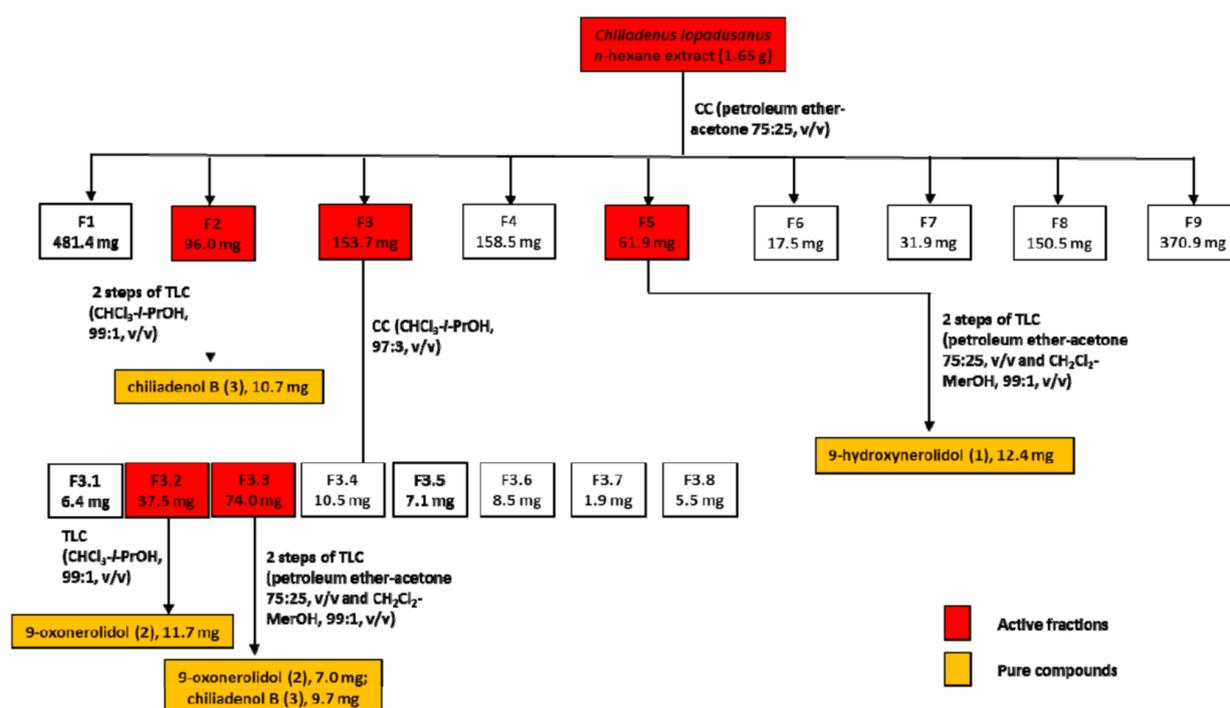 Chiliadenus lopadusanus
n-hexane extract (1.65 g)
CC (petroleum ether-
acetone 75:25, v/v)
F1
481.4 mg
F2
96.0 mg
F3
153.7 mg
F4
158.5 mg
F5
61.9 mg
F6
17.5 mg
F7
31.9 mg
F8
150.5 mg
F9
370.9 mg
2 steps of TLC
(CHCl₃-i-PrOH,
99:1, v/v)
chiliadenol B (3), 10.7 mg
CC (CHCl₃-i-PrOH,
97:3, v/v)
2 steps of TLC
(petroleum ether-acetone
75:25, v/v and CH₂Cl₂-
MerOH, 99:1, v/v)
9-hydroxynerolidol (1), 12.4 mg
F3.1
6.4 mg
F3.2
37.5 mg
F3.3
74.0 mg
F3.4
10.5 mg
F3.5
7.1 mg
F3.6
8.5 mg
F3.7
1.9 mg
F3.8
5.5 mg
TLC
(CHCl₃-i-PrOH,
99:1, v/v)
9-oxonerolidol (2), 11.7 mg
2 steps of TLC
(petroleum ether-acetone
75:25, v/v and CH₂Cl₂-
MerOH, 99:1, v/v)
9-oxonerolidol (2), 7.0 mg;
chiliadenol B (3), 9.7 mg
Active fractions
Pure compounds